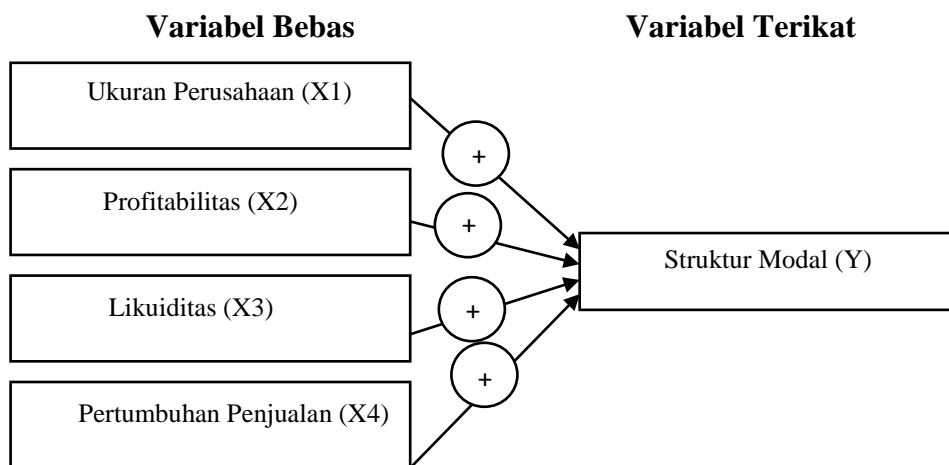 Variabel Bebas
Variabel Terikat
Ukuran Perusahaan (X1)
+
Profitabilitas (X2)
+
Struktur Modal (Y)
Likuiditas (X3)
+
Pertumbuhan Penjualan (X4)
+